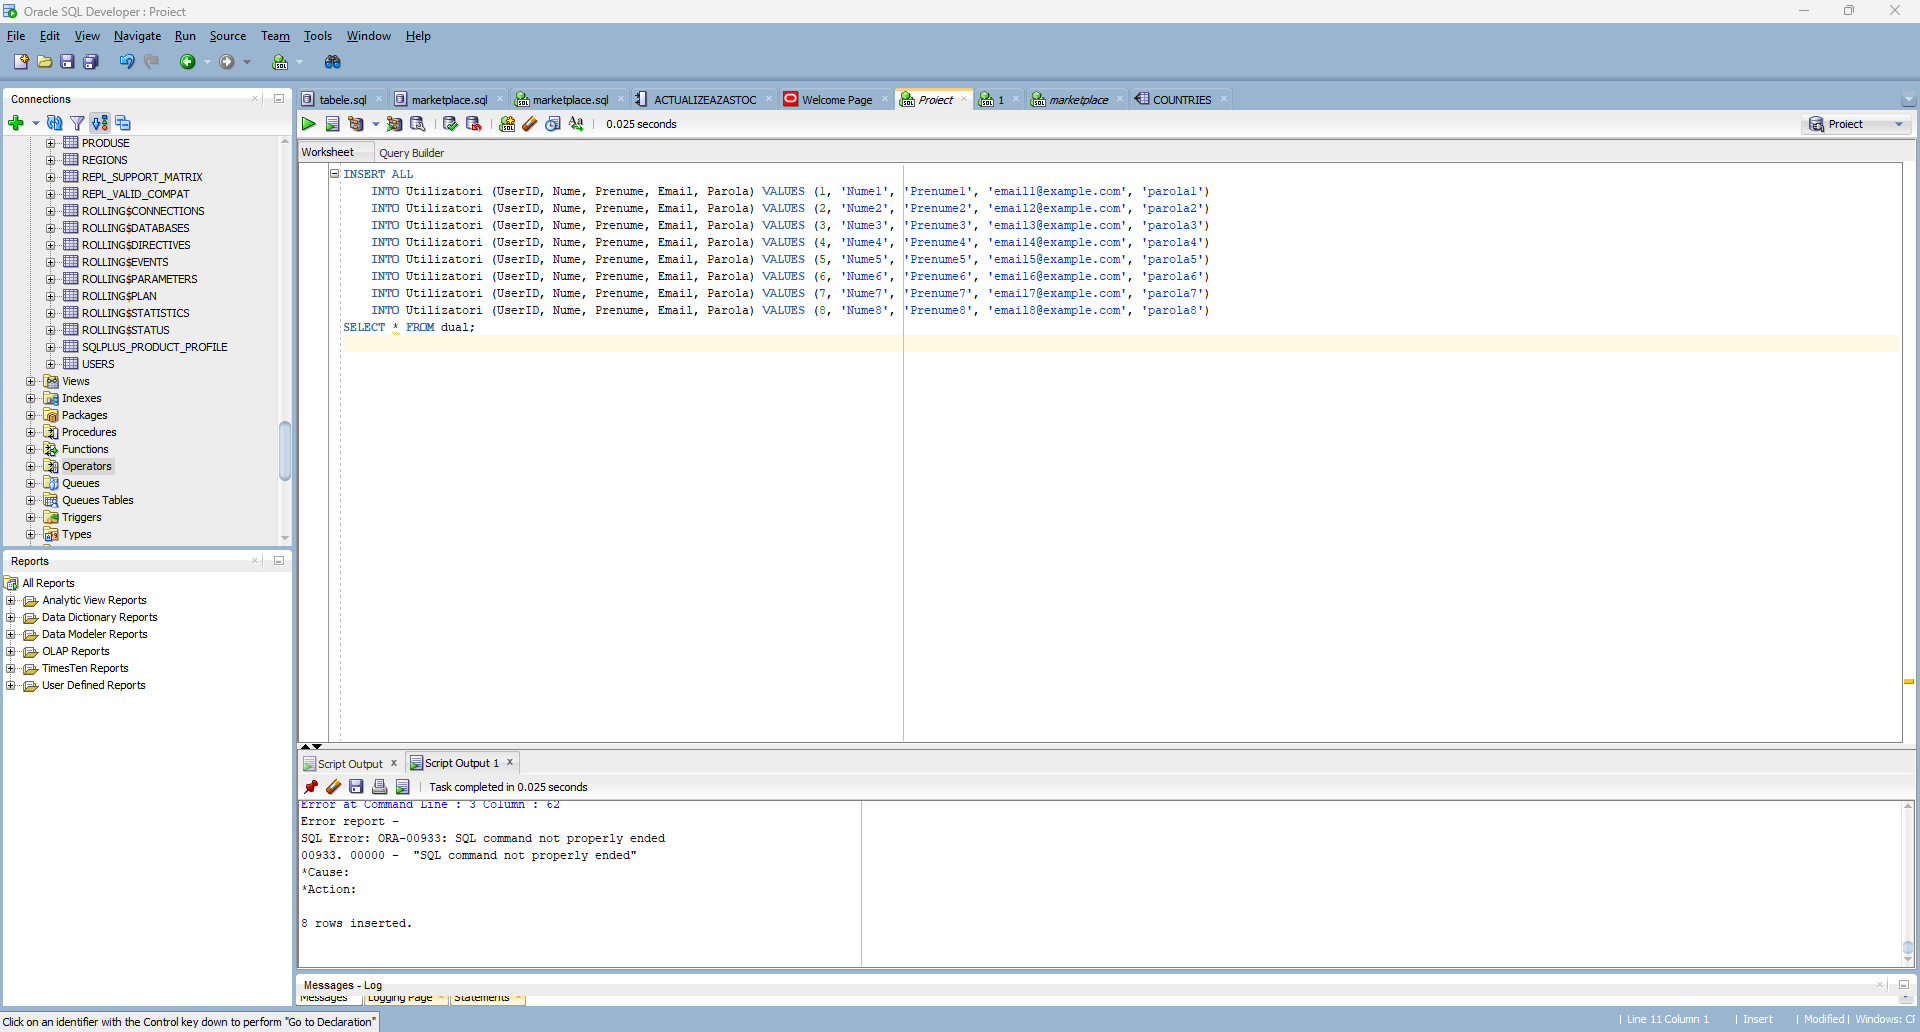 Oracle SQL Developer : Proiect
File Edit View Navigate Run Source Team Tools Window Help
Connections
PRODUSE
REGIONS
REPL_SUPPORT_MATRIX
REPL_VALID_COMPAT
ROLLING$CONNECTIONS
ROLLING$DATABASES
ROLLING$DIRECTIVES
ROLLING$EVENTS
ROLLING$PARAMETERS
ROLLING$PLAN
ROLLING$STATISTICS
ROLLING$STATUS
SQLPLUS_PRODUCT_PROFILE
USERS
Views
Indexes
Packages
Procedures
Functions
Operators
Queues
Queues Tables
Triggers
Types
Reports
All Reports
Analytic View Reports
Data Dictionary Reports
Data Modeler Reports
OLAP Reports
TimesTen Reports
User Defined Reports
tabele.sql marketplace.sql marketplace.sql ACTUALIZEAZASTOC Welcome Page Proiect 1 marketplace COUNTRIES
0.025 seconds
Proiect
Worksheet Query Builder
INSERT ALL
INTO Utilizatori (UserID, Nume, Prenume, Email, Parola) VALUES (1, 'Nume1', 'Prenume1', 'email1@example.com', 'parola1')
INTO Utilizatori (UserID, Nume, Prenume, Email, Parola) VALUES (2, 'Nume2', 'Prenume2', 'email2@example.com', 'parola2')
INTO Utilizatori (UserID, Nume, Prenume, Email, Parola) VALUES (3, 'Nume3', 'Prenume3', 'email3@example.com', 'parola3')
INTO Utilizatori (UserID, Nume, Prenume, Email, Parola) VALUES (4, 'Nume4', 'Prenume4', 'email4@example.com', 'parola4')
INTO Utilizatori (UserID, Nume, Prenume, Email, Parola) VALUES (5, 'Nume5', 'Prenume5', 'email5@example.com', 'parola5')
INTO Utilizatori (UserID, Nume, Prenume, Email, Parola) VALUES (6, 'Nume6', 'Prenume6', 'email6@example.com', 'parola6')
INTO Utilizatori (UserID, Nume, Prenume, Email, Parola) VALUES (7, 'Nume7', 'Prenume7', 'email7@example.com', 'parola7')
INTO Utilizatori (UserID, Nume, Prenume, Email, Parola) VALUES (8, 'Nume8', 'Prenume8', 'email8@example.com', 'parola8')
SELECT * FROM dual;
Script Output Script Output 1
Task completed in 0.025 seconds
Error at Command Line : 3 Column : 62
Error report -
SQL Error: ORA-00933: SQL command not properly ended
00933. 00000 - "SQL command not properly ended"
*Cause:
*Action:
8 rows inserted.
Messages - Log
Messages Logging Page Statements
Click on an identifier with the Control key down to perform "Go to Declaration"
Line 11 Column 1 Insert Modified Windows: CF